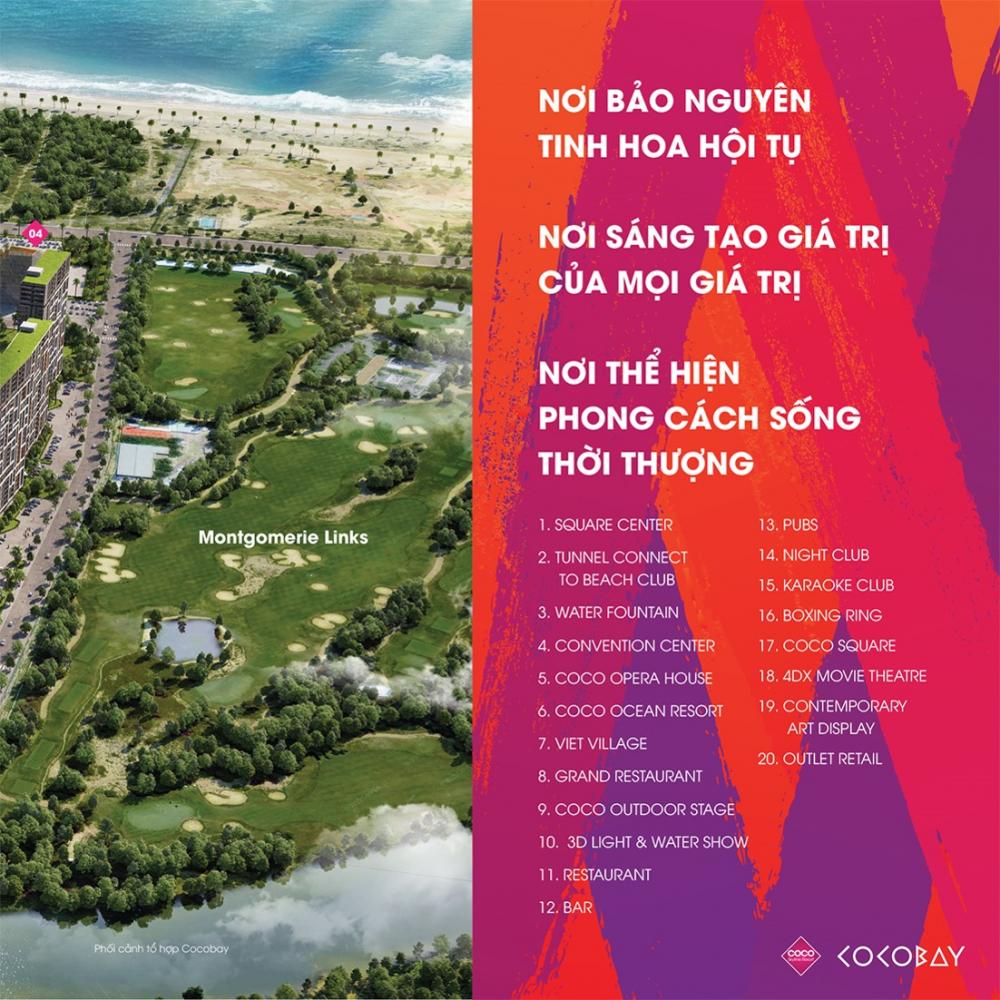 04
Montgomerie Links
Phối cảnh tổ hợp Cocobay
NƠI BẢO NGUYÊN
TINH HOA HỘI TỤ
NƠI SÁNG TẠO GIÁ TRỊ
CỦA MỌI GIÁ TRỊ
NƠI THỂ HIỆN
PHONG CÁCH SỐNG
THỜI THƯỢNG
1. SQUARE CENTER
2. TUNNEL CONNECT
TO BEACH CLUB
3. WATER FOUNTAIN
4. CONVENTION CENTER
5. COCO OPERA HOUSE
6. COCO OCEAN RESORT
7. VIET VILLAGE
8. GRAND RESTAURANT
9. COCO OUTDOOR STAGE
10. 3D LIGHT & WATER SHOW
11. RESTAURANT
12. BAR
13. PUBS
14. NIGHT CLUB
15. KARAOKE CLUB
16. BOXING RING
17. COCO SQUARE
18. 4DX MOVIE THEATRE
19. CONTEMPORARY
ART DISPLAY
20. OUTLET RETAIL
coco
Skyline Resort
COCOBAY